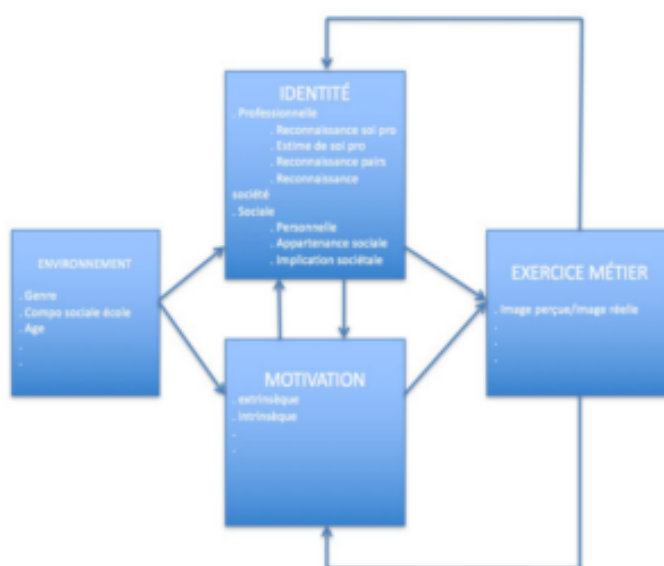 IDENTITÉ
. Professionnelle
. Reconnaissance soi pro
. Estime de soi pro
. Reconnaissance pairs
. Reconnaissance
société
. Sociale
. Personnelle
. Appartenance sociale
. Implication sociétale
ENVIRONNEMENT
. Genre
. Compo sociale école
. Age
.
.
MOTIVATION
. extrinsèque
. intrinsèque
.
.
EXERCICE MÉTIER
. Image perçue/image réelle
.
.
.